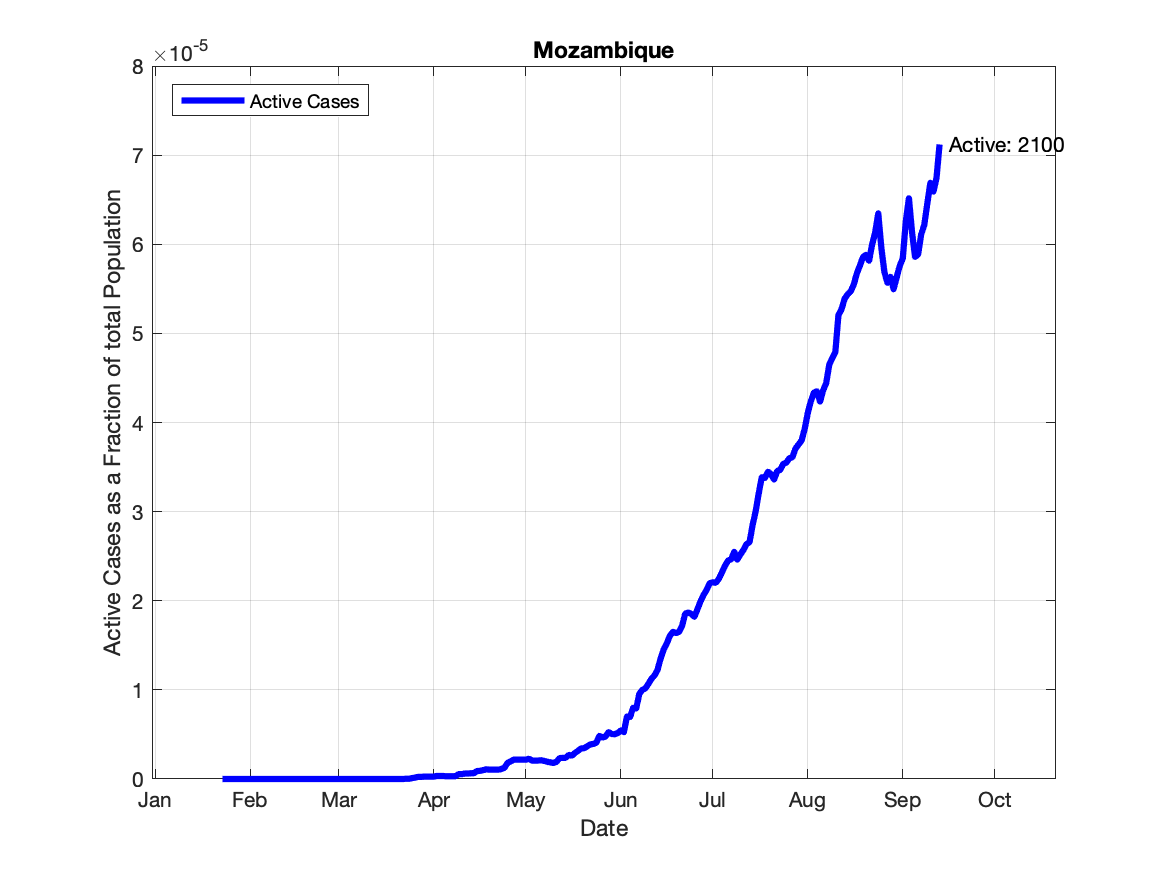 Mozambique
×10-5
Active Cases
Active: 2100
8
7
6
5
4
3
2
1
0
Active Cases as a Fraction of total Population
Jan Feb Mar Apr May Jun Jul Aug Sep Oct
Date